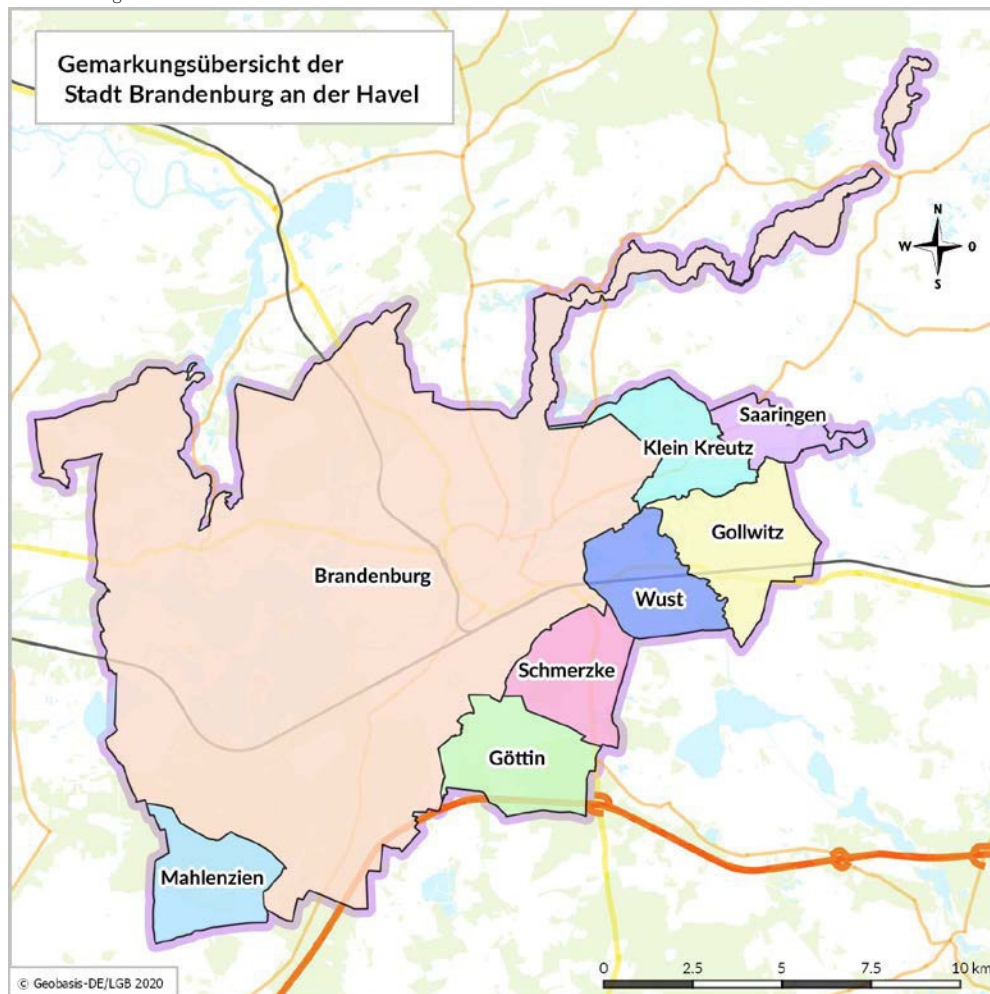 Gemarkungsübersicht der
Stadt Brandenburg an der Havel
N
W O
S
Saaringen
Klein Kreutz
Gollwitz
Brandenburg
Wust
Schmerzke
Göttin
Mahlenzien
0 2.5 5 7.5 10 km
© Geobasis-DE/LGB 2020